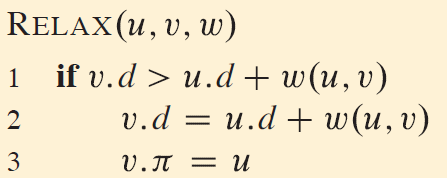 RELAX(u, v, w)
1 if v.d > u.d + w(u, v)
2 v.d = u.d + w(u, v)
3 v.π = u